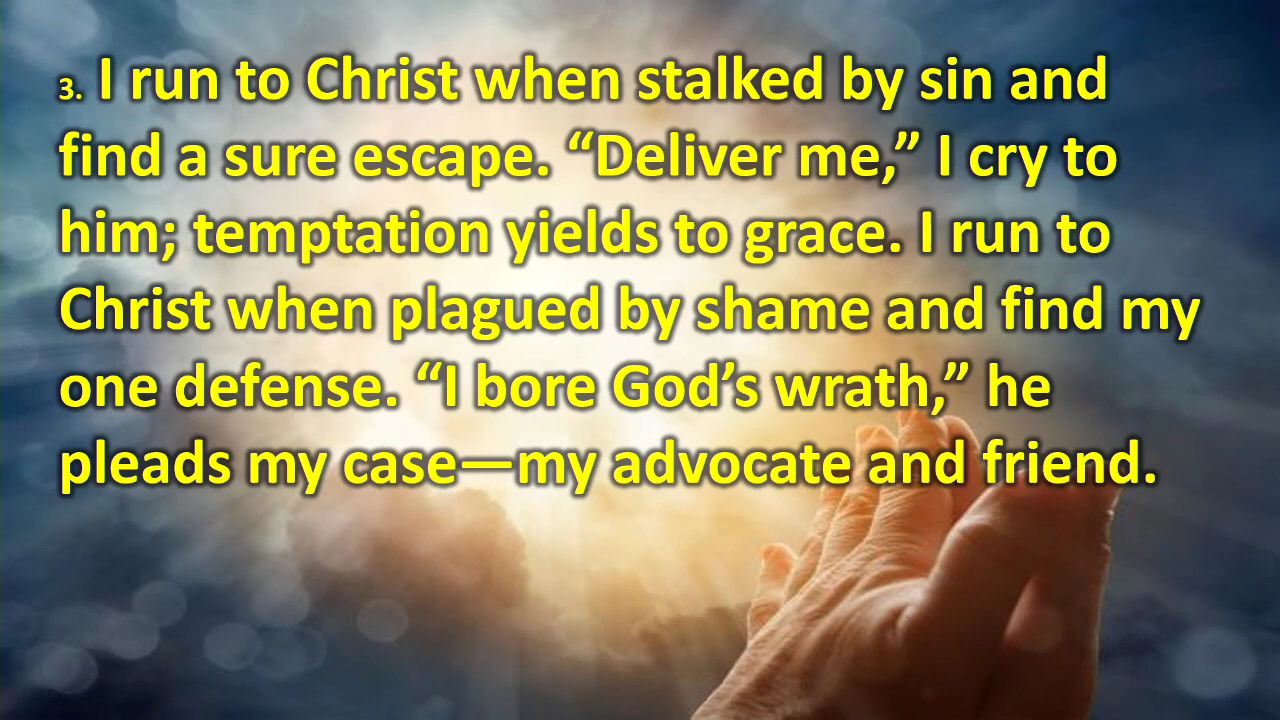 3. I run to Christ when stalked by sin and
find a sure escape. “Deliver me,” I cry to
him; temptation yields to grace. I run to
Christ when plagued by shame and find my
one defense. “I bore God’s wrath,” he
pleads my case—my advocate and friend.